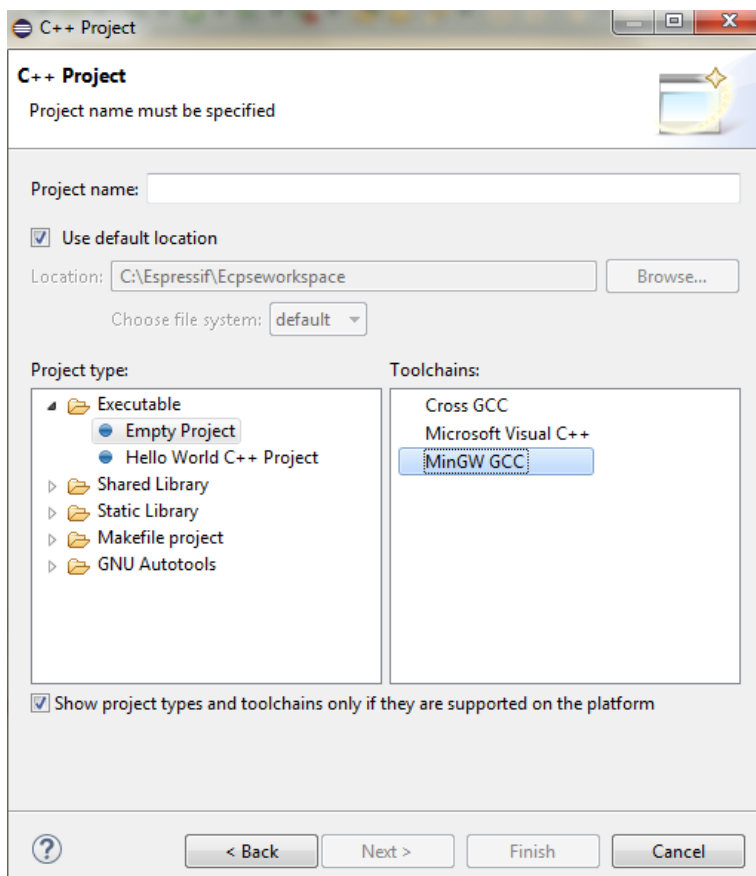 C++ Project
C++ Project
Project name must be specified
Project name:
Use default location
Location: C:\Espressif\Ecpseworkspace Browse...
Choose file system: default
Project type: Toolchains:
Executable Cross GCC
Empty Project Microsoft Visual C++
Hello World C++ Project MinGW GCC
Shared Library
Static Library
Makefile project
GNU Autotools
Show project types and toolchains only if they are supported on the platform
? < Back Next > Finish Cancel